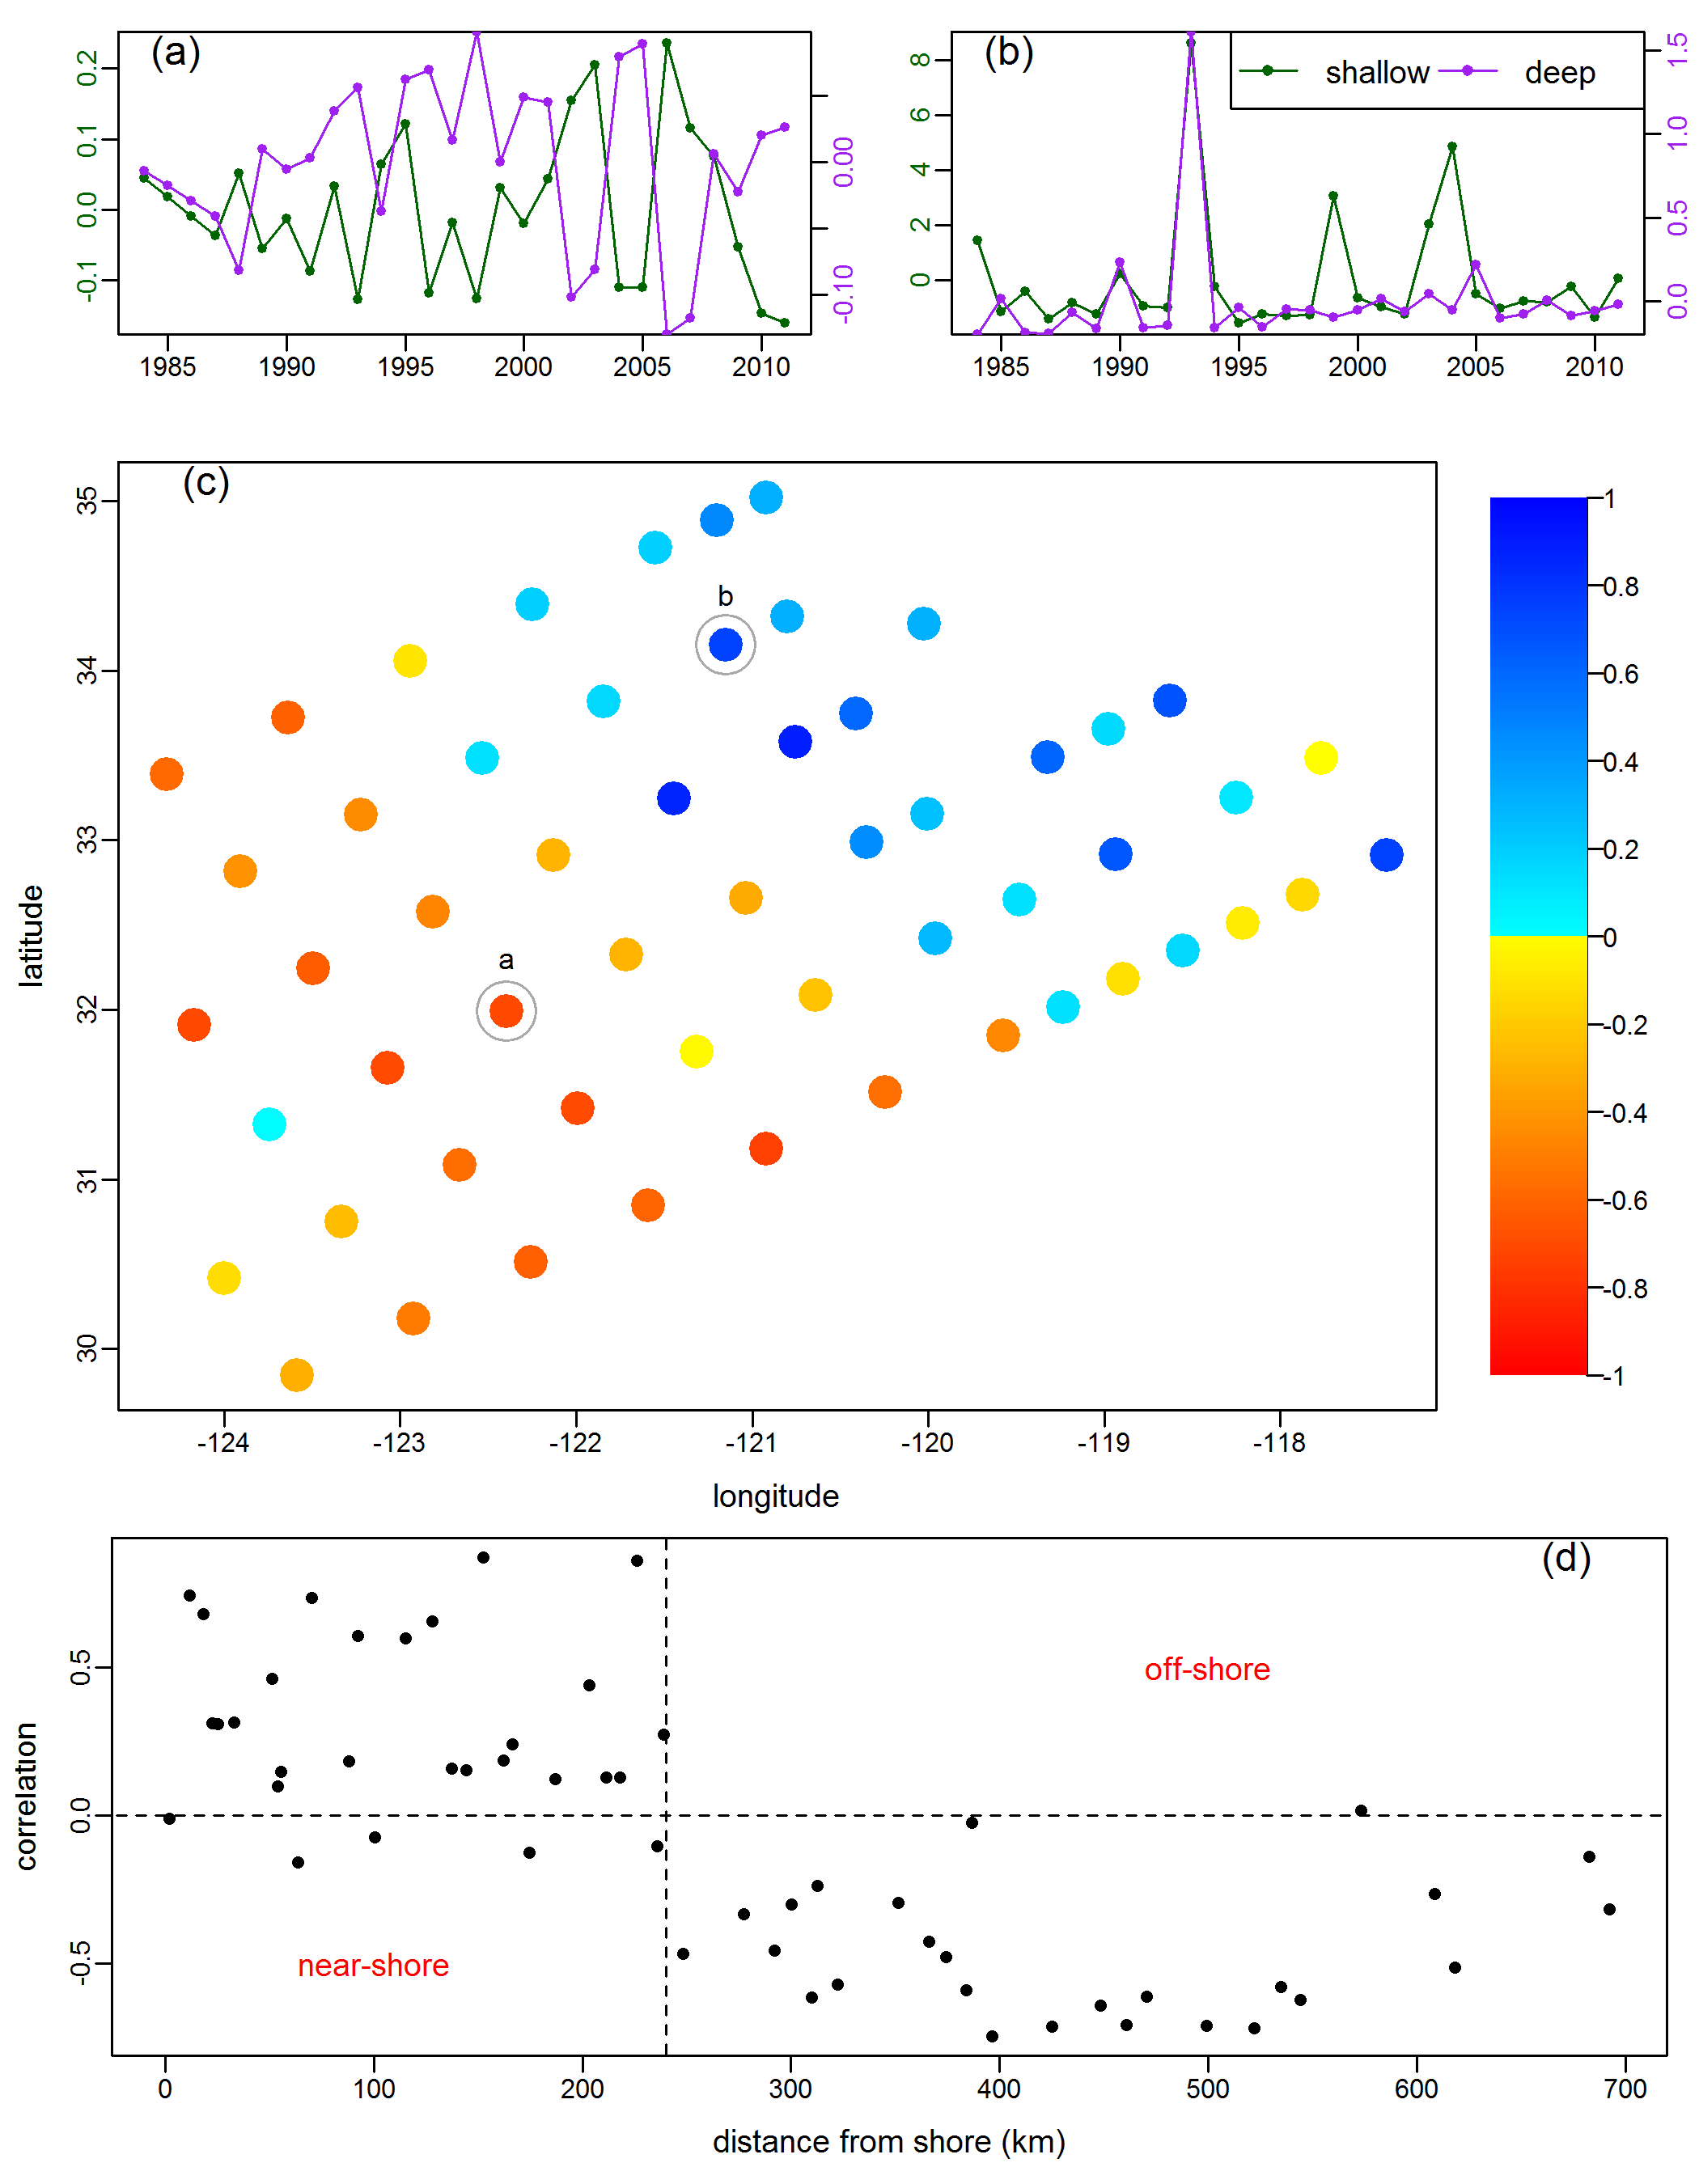 (a)
0.2
0.1
0.0
-0.1
0.00
-0.10
1985 1990 1995 2000 2005 2010
(b)
shallow deep
8
6
4
2
0
1.5
1.0
0.5
0.0
1985 1990 1995 2000 2005 2010
(c)
35
34
33
32
31
30
latitude
b
a
-124 -123 -122 -121 -120 -119 -118
longitude
1
0.8
0.6
0.4
0.2
0
-0.2
-0.4
-0.6
-0.8
-1
(d)
0.5
0.0
-0.5
correlation
off-shore
near-shore
0 100 200 300 400 500 600 700
distance from shore (km)